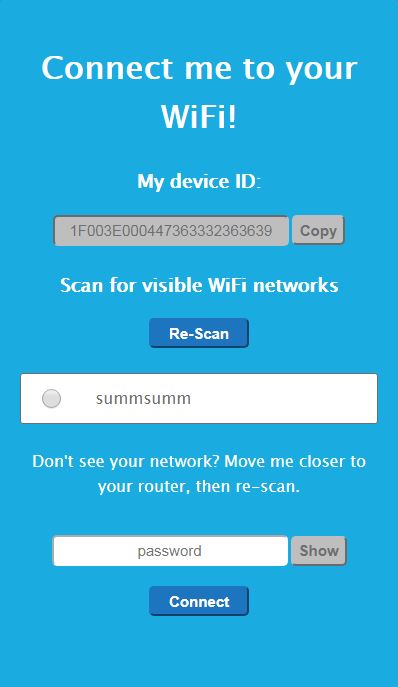 Connect me to your
WiFi!
My device ID:
1F003E000447363332363639 Copy
Scan for visible WiFi networks
Re-Scan
summsumm
Don't see your network? Move me closer to
your router, then re-scan.
password Show
Connect